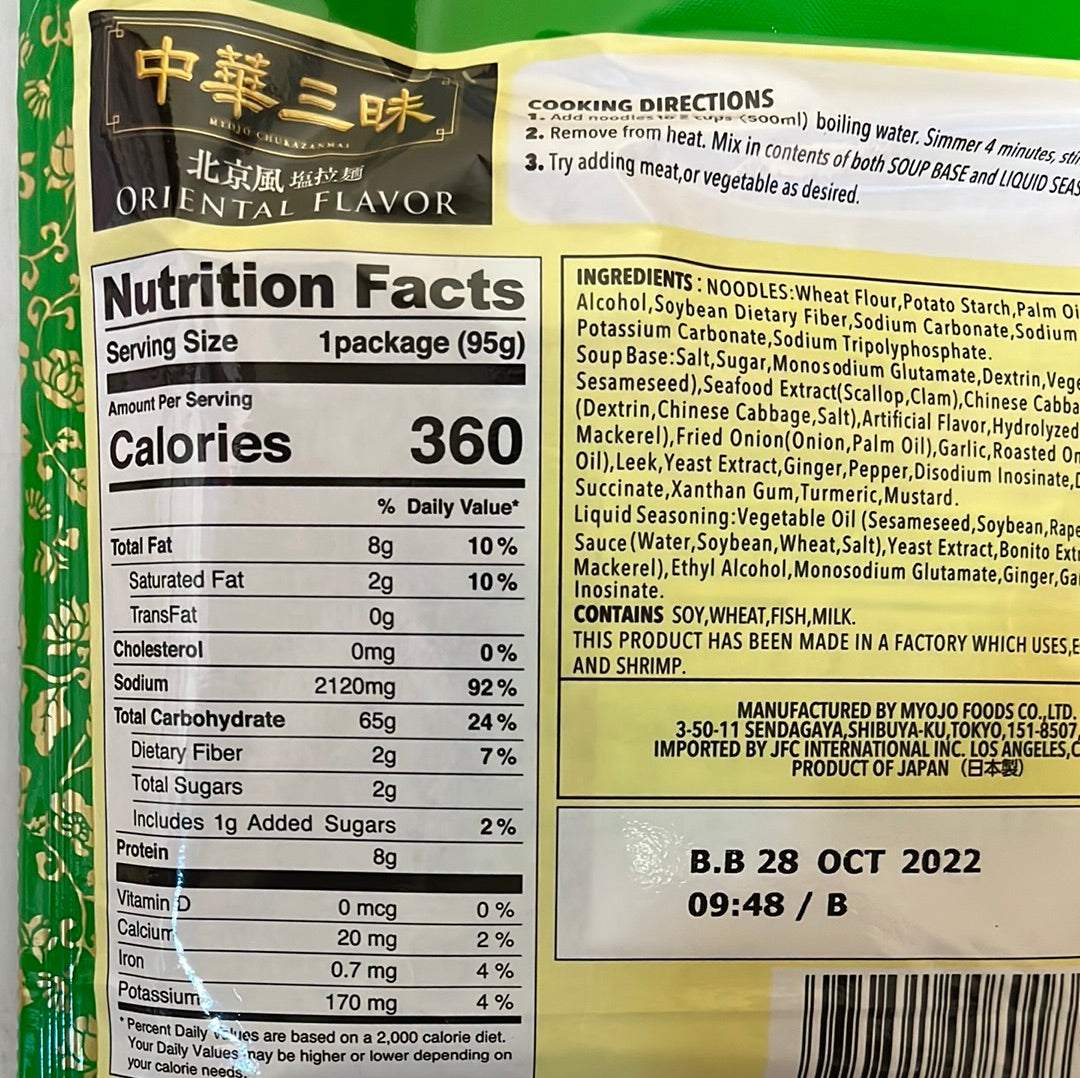 中華三昧
MYOJO CHUKAZANMAI
北京風 塩拉麺
ORIENTAL FLAVOR
COOKING DIRECTIONS
1. Add noodles to 2 cups (500ml) boiling water. Simmer 4 minutes,
2. Remove from heat. Mix in contents of both SOUP BASE and LIQUID
3. Try adding meat,or vegetable as desired.
Nutrition Facts
Serving Size 1package (95g)
Amount Per Serving
Calories 360
% Daily Value*
Total Fat 8g 10%
Saturated Fat 2g 10%
TransFat 0g
Cholesterol 0mg 0%
Sodium 2120mg 92%
Total Carbohydrate 65g 24%
Dietary Fiber 2g 7%
Total Sugars 2g
Includes 1g Added Sugars 2%
Protein 8g
Vitamin D 0 mcg 0%
Calcium 20 mg 2%
Iron 0.7 mg 4%
Potassium 170 mg 4%
*Percent Daily Values are based on a 2,000 calorie diet.
Your Daily Values may be higher or lower depending on
your calorie needs.
INGREDIENTS: NOODLES:Wheat Flour,Potato Starch,Palm
Alcohol,Soybean Dietary Fiber,Sodium Carbonate,Sodium
Potassium Carbonate,Sodium Tripolyphosphate.
Soup Base:Salt,Sugar,Monosodium Glutamate,Dextrin,
Sesameseed),Seafood Extract(Scallop,Clam),Chinese
(Dextrin,Chinese Cabbage,Salt),Artificial Flavor,Hydrolyzed
Mackerel),Fried Onion(Onion,Palm Oil),Garlic,Roasted
Oil),Leek,Yeast Extract,Ginger,Pepper,Disodium Inosinate,
Succinate,Xanthan Gum,Turmeric,Mustard.
Liquid Seasoning:Vegetable Oil (Sesameseed,Soybean,
Sauce(Water,Soybean,Wheat,Salt),Yeast Extract,Bonito
Mackerel),Ethyl Alcohol,Monosodium Glutamate,Ginger,
Inosinate.
CONTAINS SOY,WHEAT,FISH,MILK.
THIS PRODUCT HAS BEEN MADE IN A FACTORY WHICH USES,
AND SHRIMP.
MANUFACTURED BY MYOJO FOODS CO.,LTD.
3-50-11 SENDAGAYA,SHIBUYA-KU,TOKYO,151-8507,
IMPORTED BY JFC INTERNATIONAL INC. LOS ANGELES,
PRODUCT OF JAPAN (日本製)
B.B 28 OCT 2022
09:48 / B